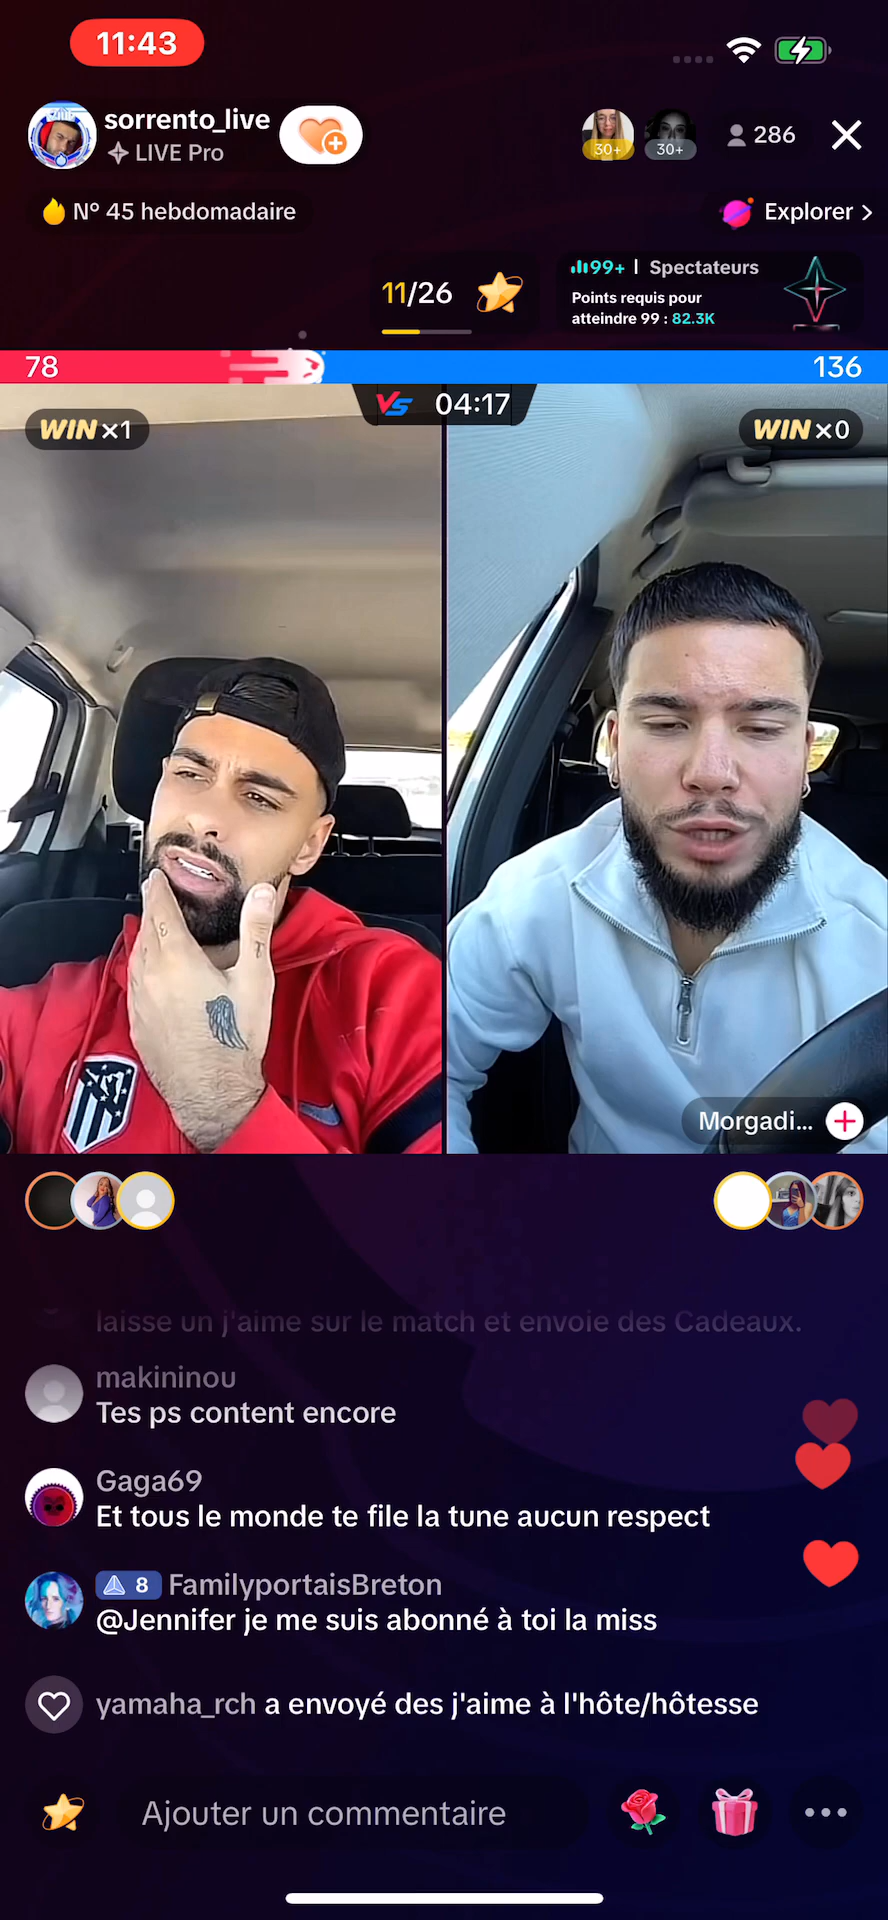 11:43
sorrento_live
LIVE Pro
30+
30+
286
N° 45 hebdomadaire
Explorer >
11/26
99+ | Spectateurs
Points requis pour
atteindre 99 : 82.3K
78
136
VS 04:17
WIN x1
WIN x0
Morgadi...
laisse un j'aime sur le match et envoie des Cadeaux.
makininou
Tes ps content encore
Gaga69
Et tous le monde te file la tune aucun respect
8 FamilyportaisBreton
@Jennifer je me suis abonné à toi la miss
yamaha_rch a envoyé des j'aime à l'hôte/hôtesse
Ajouter un commentaire